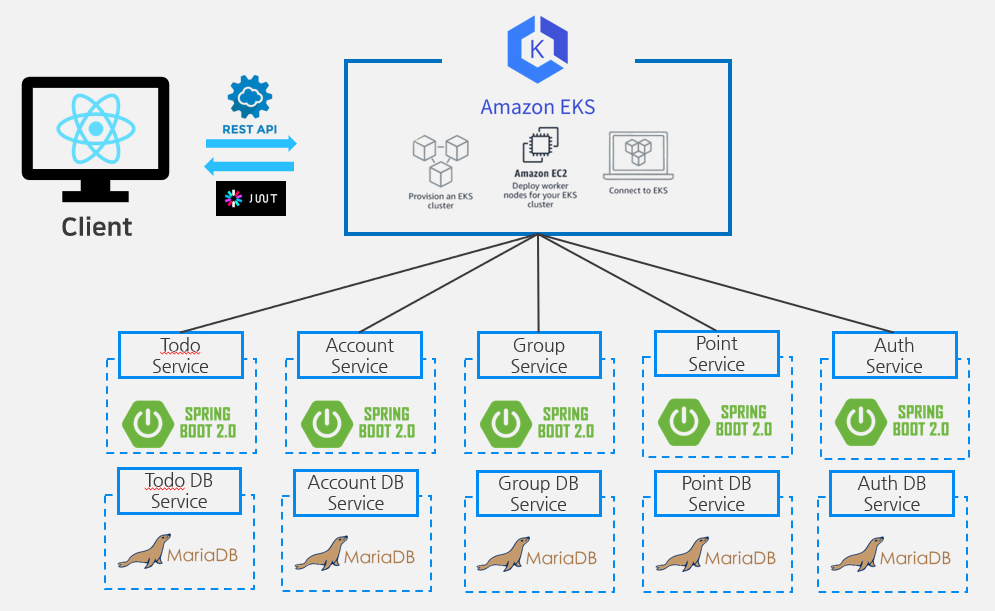 K
Amazon EKS
REST API
JWT
Client
Provision an EKS
cluster
Amazon EC2
Deploy worker
nodes for your EKS
cluster
Connect to EKS
Todo
Service
Account
Service
Group
Service
Point
Service
Auth
Service
SPRING
BOOT 2.0
SPRING
BOOT 2.0
SPRING
BOOT 2.0
SPRING
BOOT 2.0
SPRING
BOOT 2.0
Todo DB
Service
Account DB
Service
Group DB
Service
Point DB
Service
Auth DB
Service
MariaDB
MariaDB
MariaDB
MariaDB
MariaDB